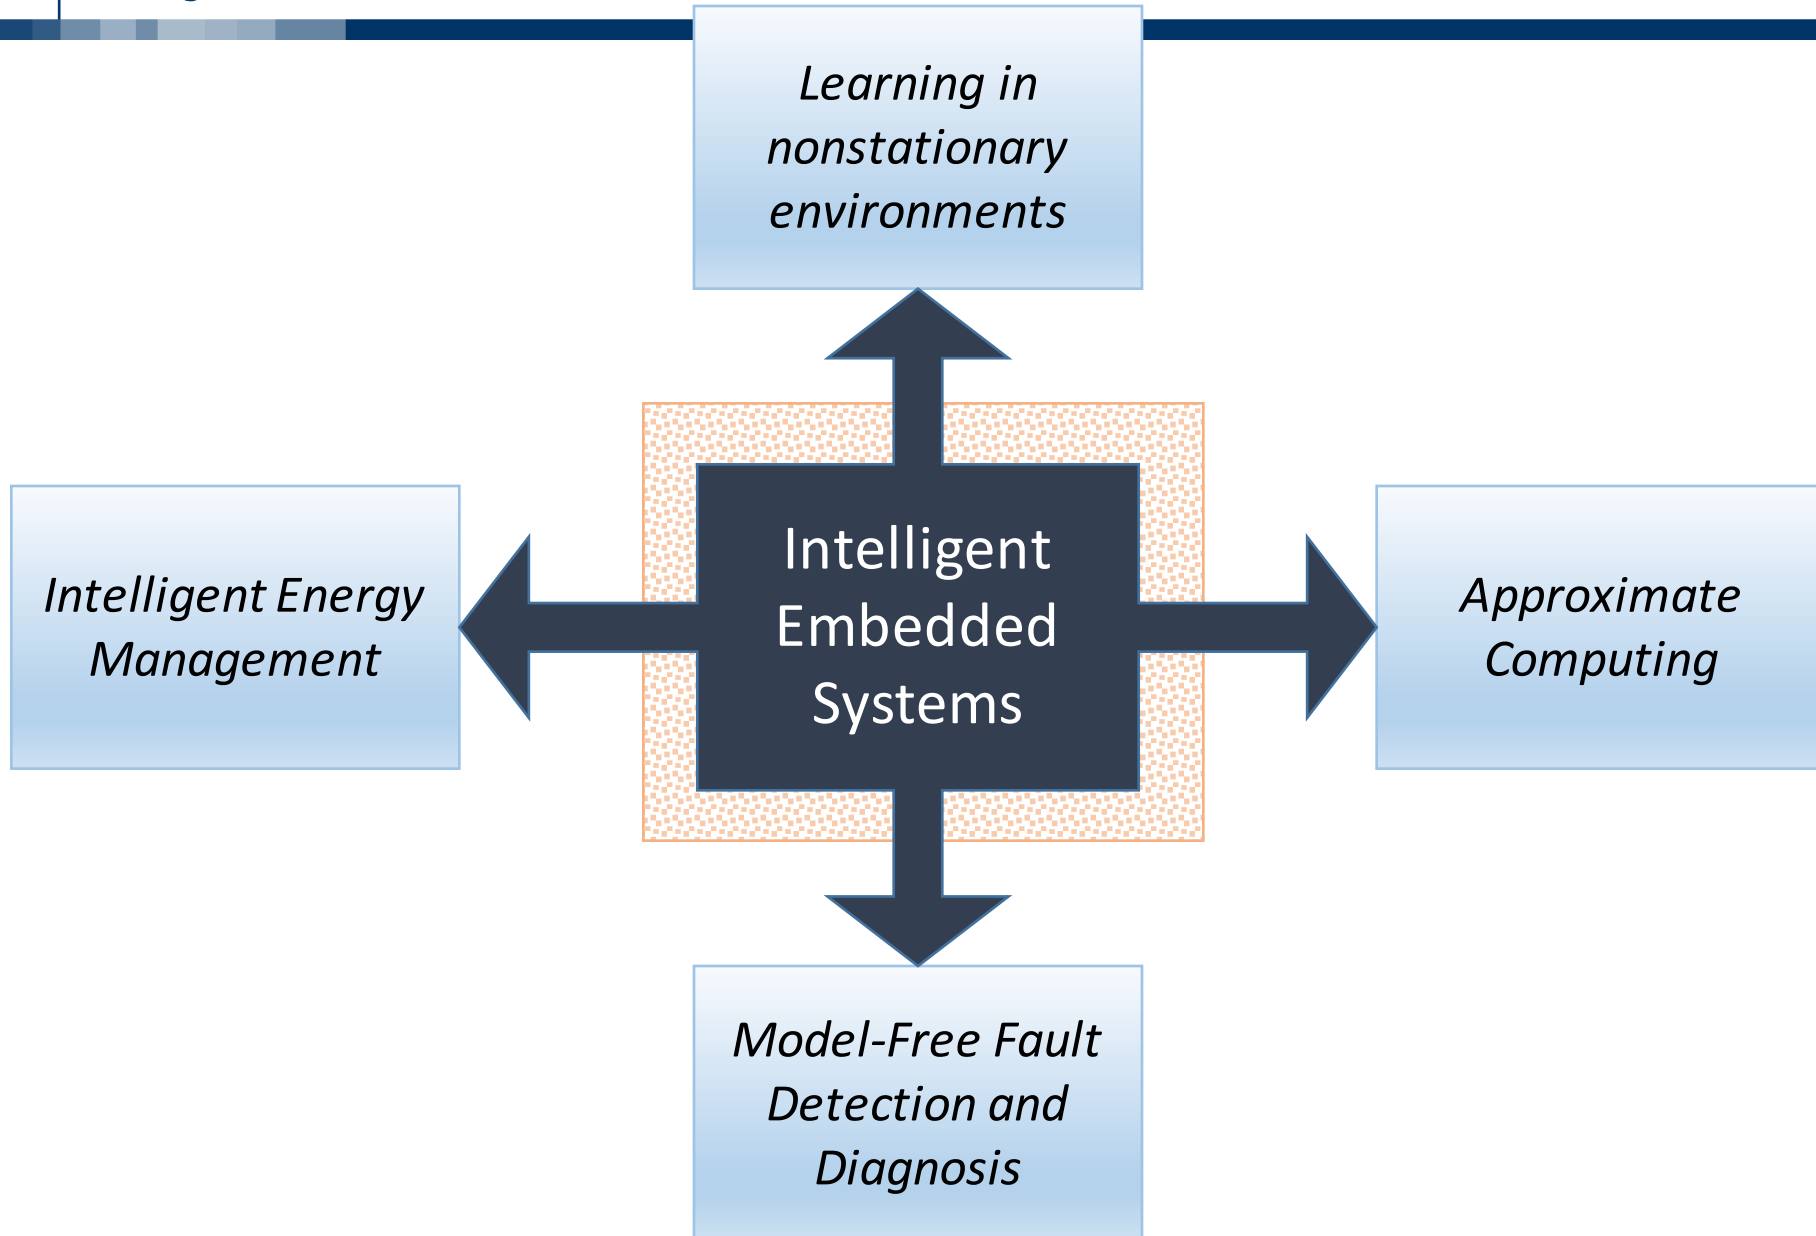 Learning in
nonstationary
environments
Intelligent Energy
Management
Intelligent
Embedded
Systems
Approximate
Computing
Model-Free Fault
Detection and
Diagnosis